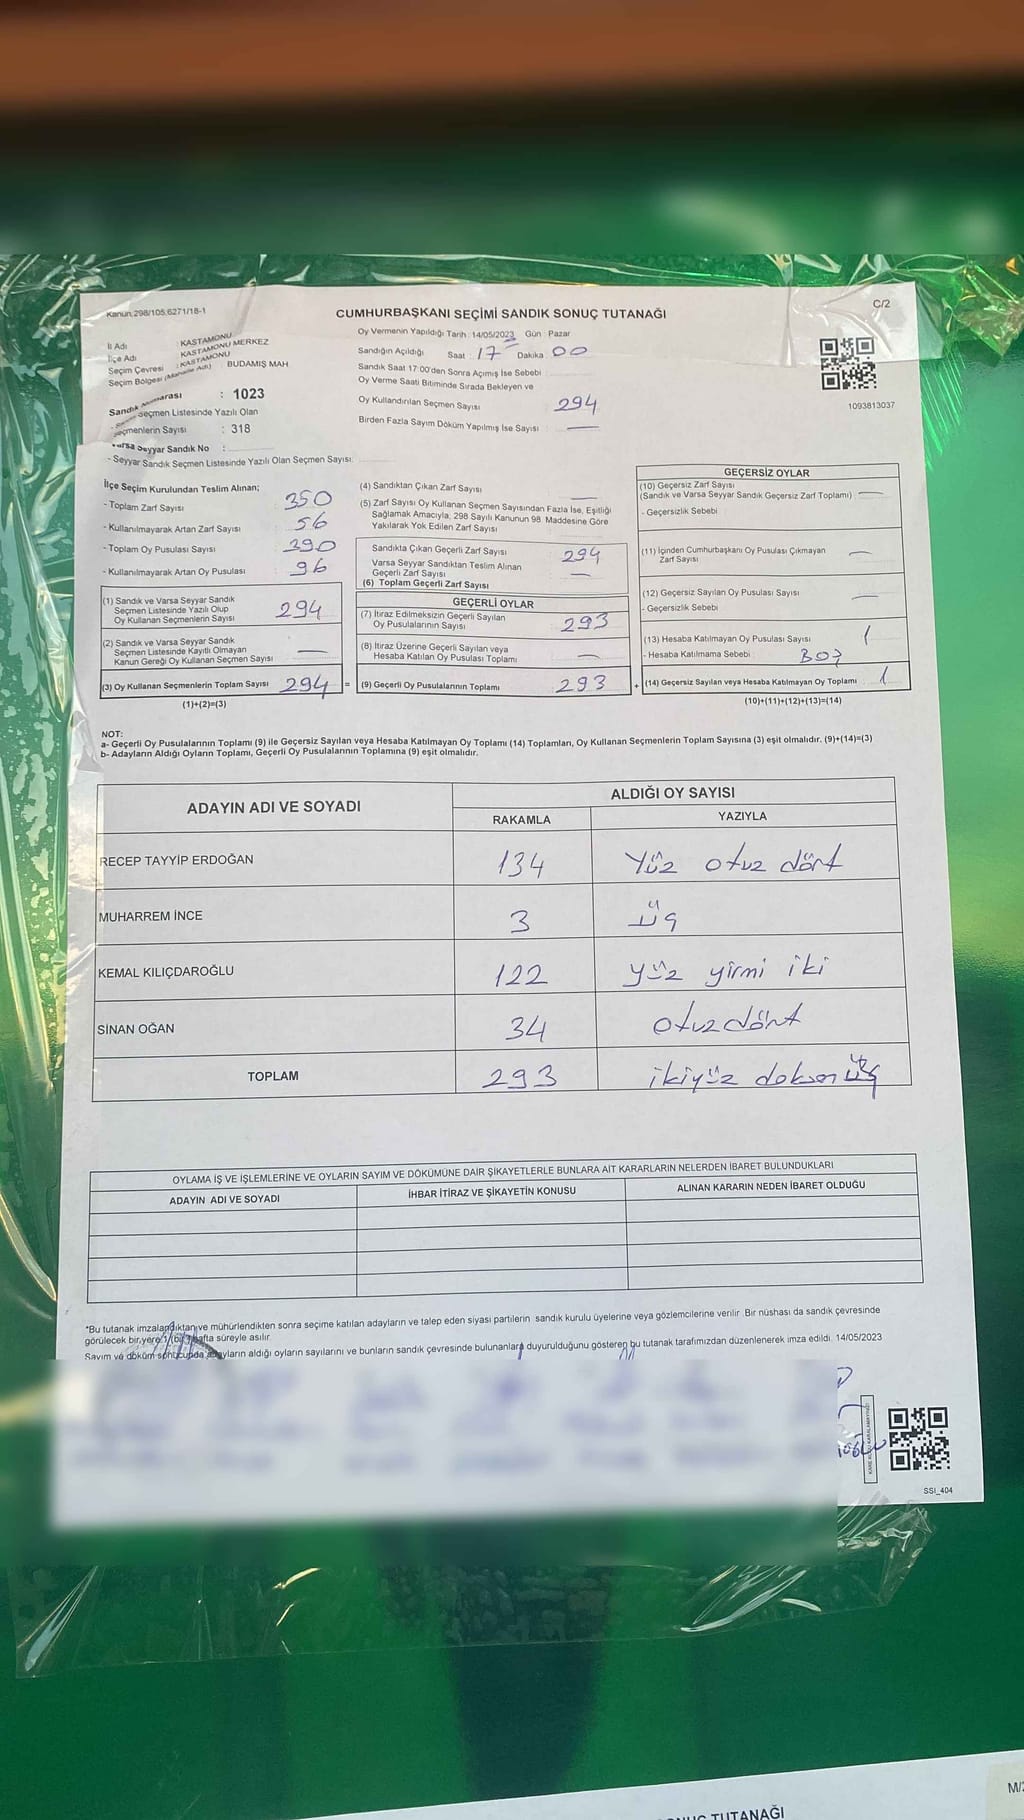 Kanun.298/105.6271/18-1
CUMHURBAŞKANI SEÇİMİ SANDIK SONUÇ TUTANAĞI
C/2
İl Adı : KASTAMONU
İlçe Adı KASTAMONU MERKEZ
Seçim Çevresi : KASTAMONU
Seçim Bölgesi (Mahalle Adı) BUDAMIŞ MAH
Sandık Numarası : 1023
Sandık Seçmen Listesinde Yazılı Olan
Seçmenlerin Sayısı : 318
Varsa Seyyar Sandık No :
- Seyyar Sandık Seçmen Listesinde Yazılı Olan Seçmen Sayısı:
Oy Vermenin Yapıldığı Tarih : 14/05/2023 Gün : Pazar
Sandığın Açıldığı Saat : 17 Dakika 00
Sandık Saat 17:00'den Sonra Açımış İse Sebebi
Oy Verme Saati Bitiminde Sırada Bekleyen ve
Oy Kullandırılan Seçmen Sayısı 294
Birden Fazla Sayım Döküm Yapılmış İse Sayısı : —
1093813037
İlçe Seçim Kurulundan Teslim Alınan;
- Toplam Zarf Sayısı 350
- Kullanılmayarak Artan Zarf Sayısı 56
- Toplam Oy Pusulası Sayısı 390
- Kullanılmayarak Artan Oy Pusulası 96
(1) Sandık ve Varsa Seyyar Sandık
Seçmen Listesinde Yazılı Olup
Oy Kullanan Seçmenlerin Sayısı 294
(2) Sandık ve Varsa Seyyar Sandık
Seçmen Listesinde Kayıtlı Olmayan
Kanun Gereği Oy Kullanan Seçmen Sayısı —
(3) Oy Kullanan Seçmenlerin Toplam Sayısı 294 =
(1)+(2)=(3)
(4) Sandıktan Çıkan Zarf Sayısı —
(5) Zarf Sayısı Oy Kullanan Seçmen Sayısından Fazla İse, Eşitliği
Sağlamak Amacıyla, 298 Sayılı Kanunun 98. Maddesine Göre
Yakılarak Yok Edilen Zarf Sayısı
Sandıkta Çıkan Geçerli Zarf Sayısı 294
Varsa Seyyar Sandıktan Teslim Alınan
Geçerli Zarf Sayısı —
(6) Toplam Geçerli Zarf Sayısı
GEÇERLİ OYLAR
(7) İtiraz Edilmeksizin Geçerli Sayılan
Oy Pusulalarının Sayısı 293
(8) İtiraz Üzerine Geçerli Sayılan veya
Hesaba Katılan Oy Pusulası Toplamı —
(9) Geçerli Oy Pusulalarının Toplamı 293 +
GEÇERSİZ OYLAR
(10) Geçersiz Zarf Sayısı
(Sandık ve Varsa Seyyar Sandık Geçersiz Zarf Toplamı) —
- Geçersizlik Sebebi
(11) İçinden Cumhurbaşkanı Oy Pusulası Çıkmayan
Zarf Sayısı —
(12) Geçersiz Sayılan Oy Pusulası Sayısı —
- Geçersizlik Sebebi
(13) Hesaba Katılmayan Oy Pusulası Sayısı 1
- Hesaba Katılmama Sebebi Boş
(14) Geçersiz Sayılan veya Hesaba Katılmayan Oy Toplamı 1
(10)+(11)+(12)+(13)=(14)
NOT:
a- Geçerli Oy Pusulalarının Toplamı (9) ile Geçersiz Sayılan veya Hesaba Katılmayan Oy Toplamı (14) Toplamları, Oy Kullanan Seçmenlerin Toplam Sayısına (3) eşit olmalıdır. (9)+(14)=(3)
b- Adayların Aldığı Oyların Toplamı, Geçerli Oy Pusulalarının Toplamına (9) eşit olmalıdır.
ADAYIN ADI VE SOYADI ALDIĞI OY SAYISI
RAKAMLA YAZIYLA
RECEP TAYYİP ERDOĞAN 134 Yüz otuz dört
MUHARREM İNCE 3 Üç
KEMAL KILIÇDAROĞLU 122 yüz yirmi iki
SİNAN OĞAN 34 otuzdört
TOPLAM 293 ikiyüz doksan üç
OYLAMA İŞ VE İŞLEMLERİNE VE OYLARIN SAYIM VE DÖKÜMÜNE DAİR ŞİKAYETLERLE BUNLARA AİT KARARLARIN NELERDEN İBARET BULUNDUKLARI
ADAYIN ADI VE SOYADI İHBAR İTİRAZ VE ŞİKAYETİN KONUSU ALINAN KARARIN NEDEN İBARET OLDUĞU
*Bu tutanak imzalandıktan ve mühürlendikten sonra seçime katılan adayların ve talep eden siyasi partilerin sandık kurulu üyelerine veya gözlemcilerine verilir. Bir nüshası da sandık çevresinde
görülecek bir yere 1 (bir) hafta süreyle asılır.
Sayım ve döküm sonucunda adayların aldığı oyların sayılarını ve bunların sandık çevresinde bulunanlara duyurulduğunu gösteren bu tutanak tarafımızdan düzenlenerek imza edildi. 14/05/2023
SSI_404
SONUÇ TUTANAĞI